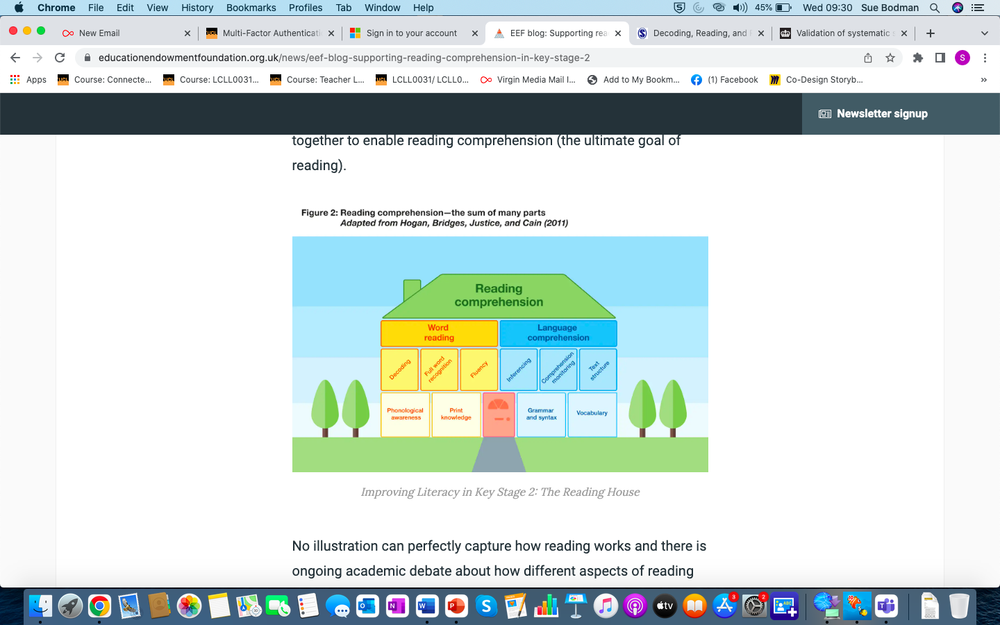 Chrome File Edit View History Bookmarks Profiles Tab Window Help 45% Wed 09:30 Sue Bodman
New Email Multi-Factor Authenticati Sign in to your account EEF blog: Supporting rea Decoding, Reading, and Validation of systematic
educationendowmentfoundation.org.uk/news/eef-blog-supporting-reading-comprehension-in-key-stage-2 S
Apps Course: Connecte... Course: LCLL0031... Course: Teacher L... LCLL0031/ LCLL0... Virgin Media Mail I... Add to My Bookm... (1) Facebook Co-Design Storyb... »
Newsletter signup
together to enable reading comprehension (the ultimate goal of
reading).
Figure 2: Reading comprehension—the sum of many parts
Adapted from Hogan, Bridges, Justice, and Cain (2011)
Reading
comprehension
Word
reading
Language
comprehension
Decoding
Full word
recognition
Fluency
Inferencing
Comprehension
monitoring
Text
structure
Phonological
awareness
Print
knowledge
Grammar
and syntax
Vocabulary
Improving Literacy in Key Stage 2: The Reading House
No illustration can perfectly capture how reading works and there is
ongoing academic debate about how different aspects of reading
tv 3 2 ABC